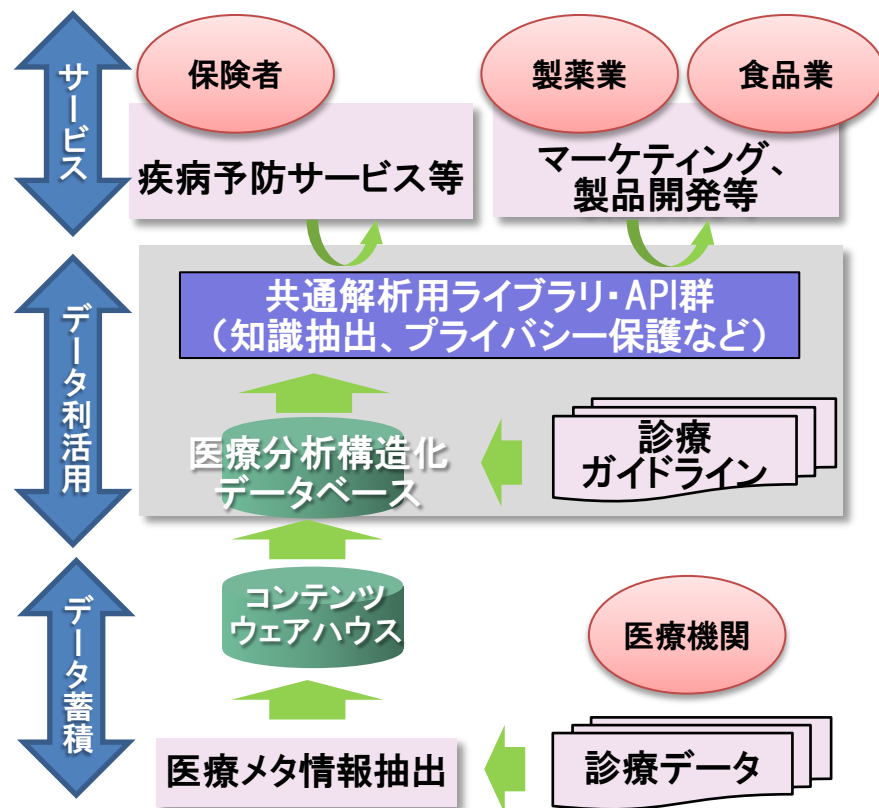 サービス
保険者
製薬業
食品業
疾病予防サービス等
マーケティング、
製品開発等
データ利活用
共通解析用ライブラリ・API群
（知識抽出、プライバシー保護など）
医療分析構造化
データベース
診療
ガイドライン
データ蓄積
コンテンツ
ウェアハウス
医療機関
医療メタ情報抽出
診療データ